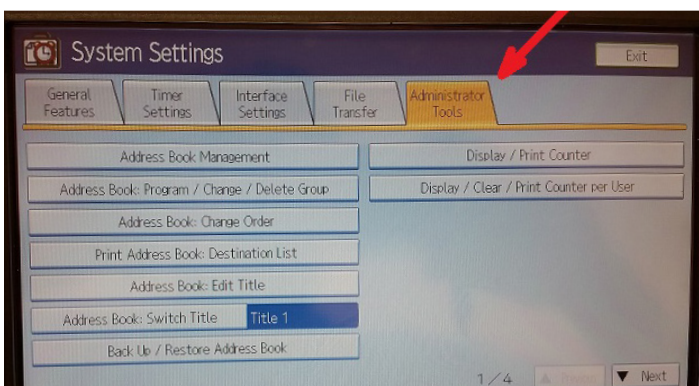 System Settings
Exit
General
Features
Timer
Settings
Interface
Settings
File
Transfer
Administrator
Tools
Address Book Management
Display / Print Counter
Address Book: Program / Change / Delete Group
Display / Clear / Print Counter per User
Address Book: Change Order
Print Address Book: Destination List
Address Book: Edit Title
Address Book: Switch Title
Title 1
Back Up / Restore Address Book
1/4
▼ Next